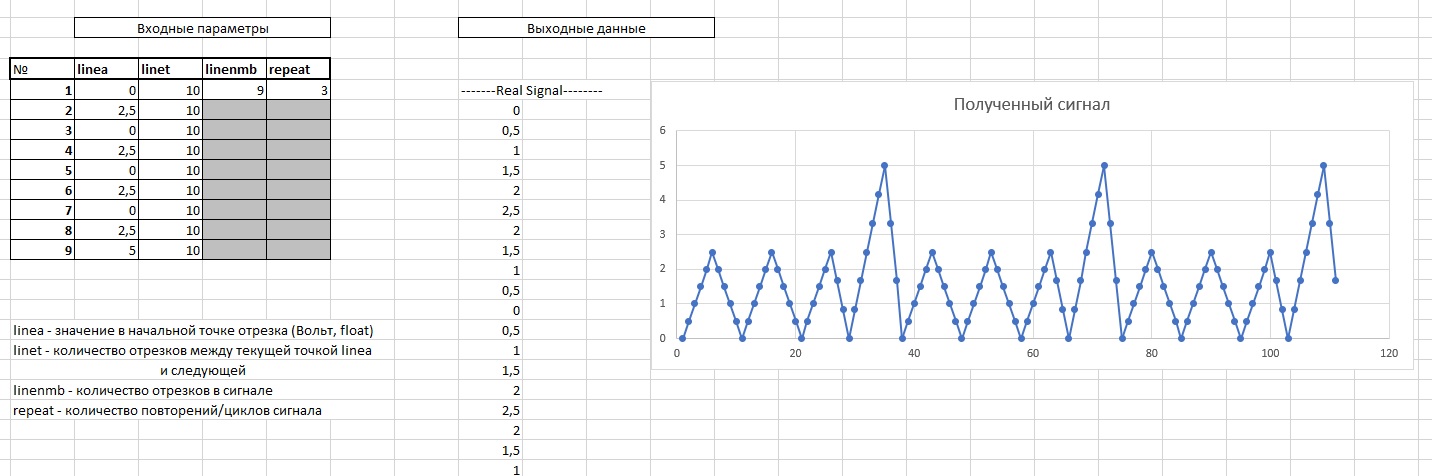 Входные параметры
Выходные данные
№ linea linet linenmb repeat
1 0 10 9 3
2 2,5 10
3 0 10
4 2,5 10
5 0 10
6 2,5 10
7 0 10
8 2,5 10
9 5 10
linea - значение в начальной точке отрезка (Вольт, float)
linet - количество отрезков между текущей точкой linea
и следующей
linenmb - количество отрезков в сигнале
repeat - количество повторений/циклов сигнала
-------Real Signal--------
0
0,5
1
1,5
2
2,5
2
1,5
1
0,5
0
0,5
1
1,5
2
2,5
2
1,5
1
Полученный сигнал
6
5
4
3
2
1
0
0 20 40 60 80 100 120